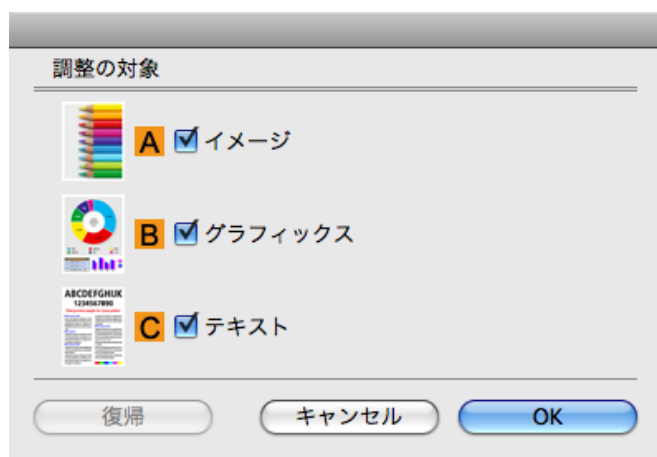 調整の対象
A イメージ
B グラフィックス
ABCDEFGHIJK
1234567890
C テキスト
復帰 キャンセル OK